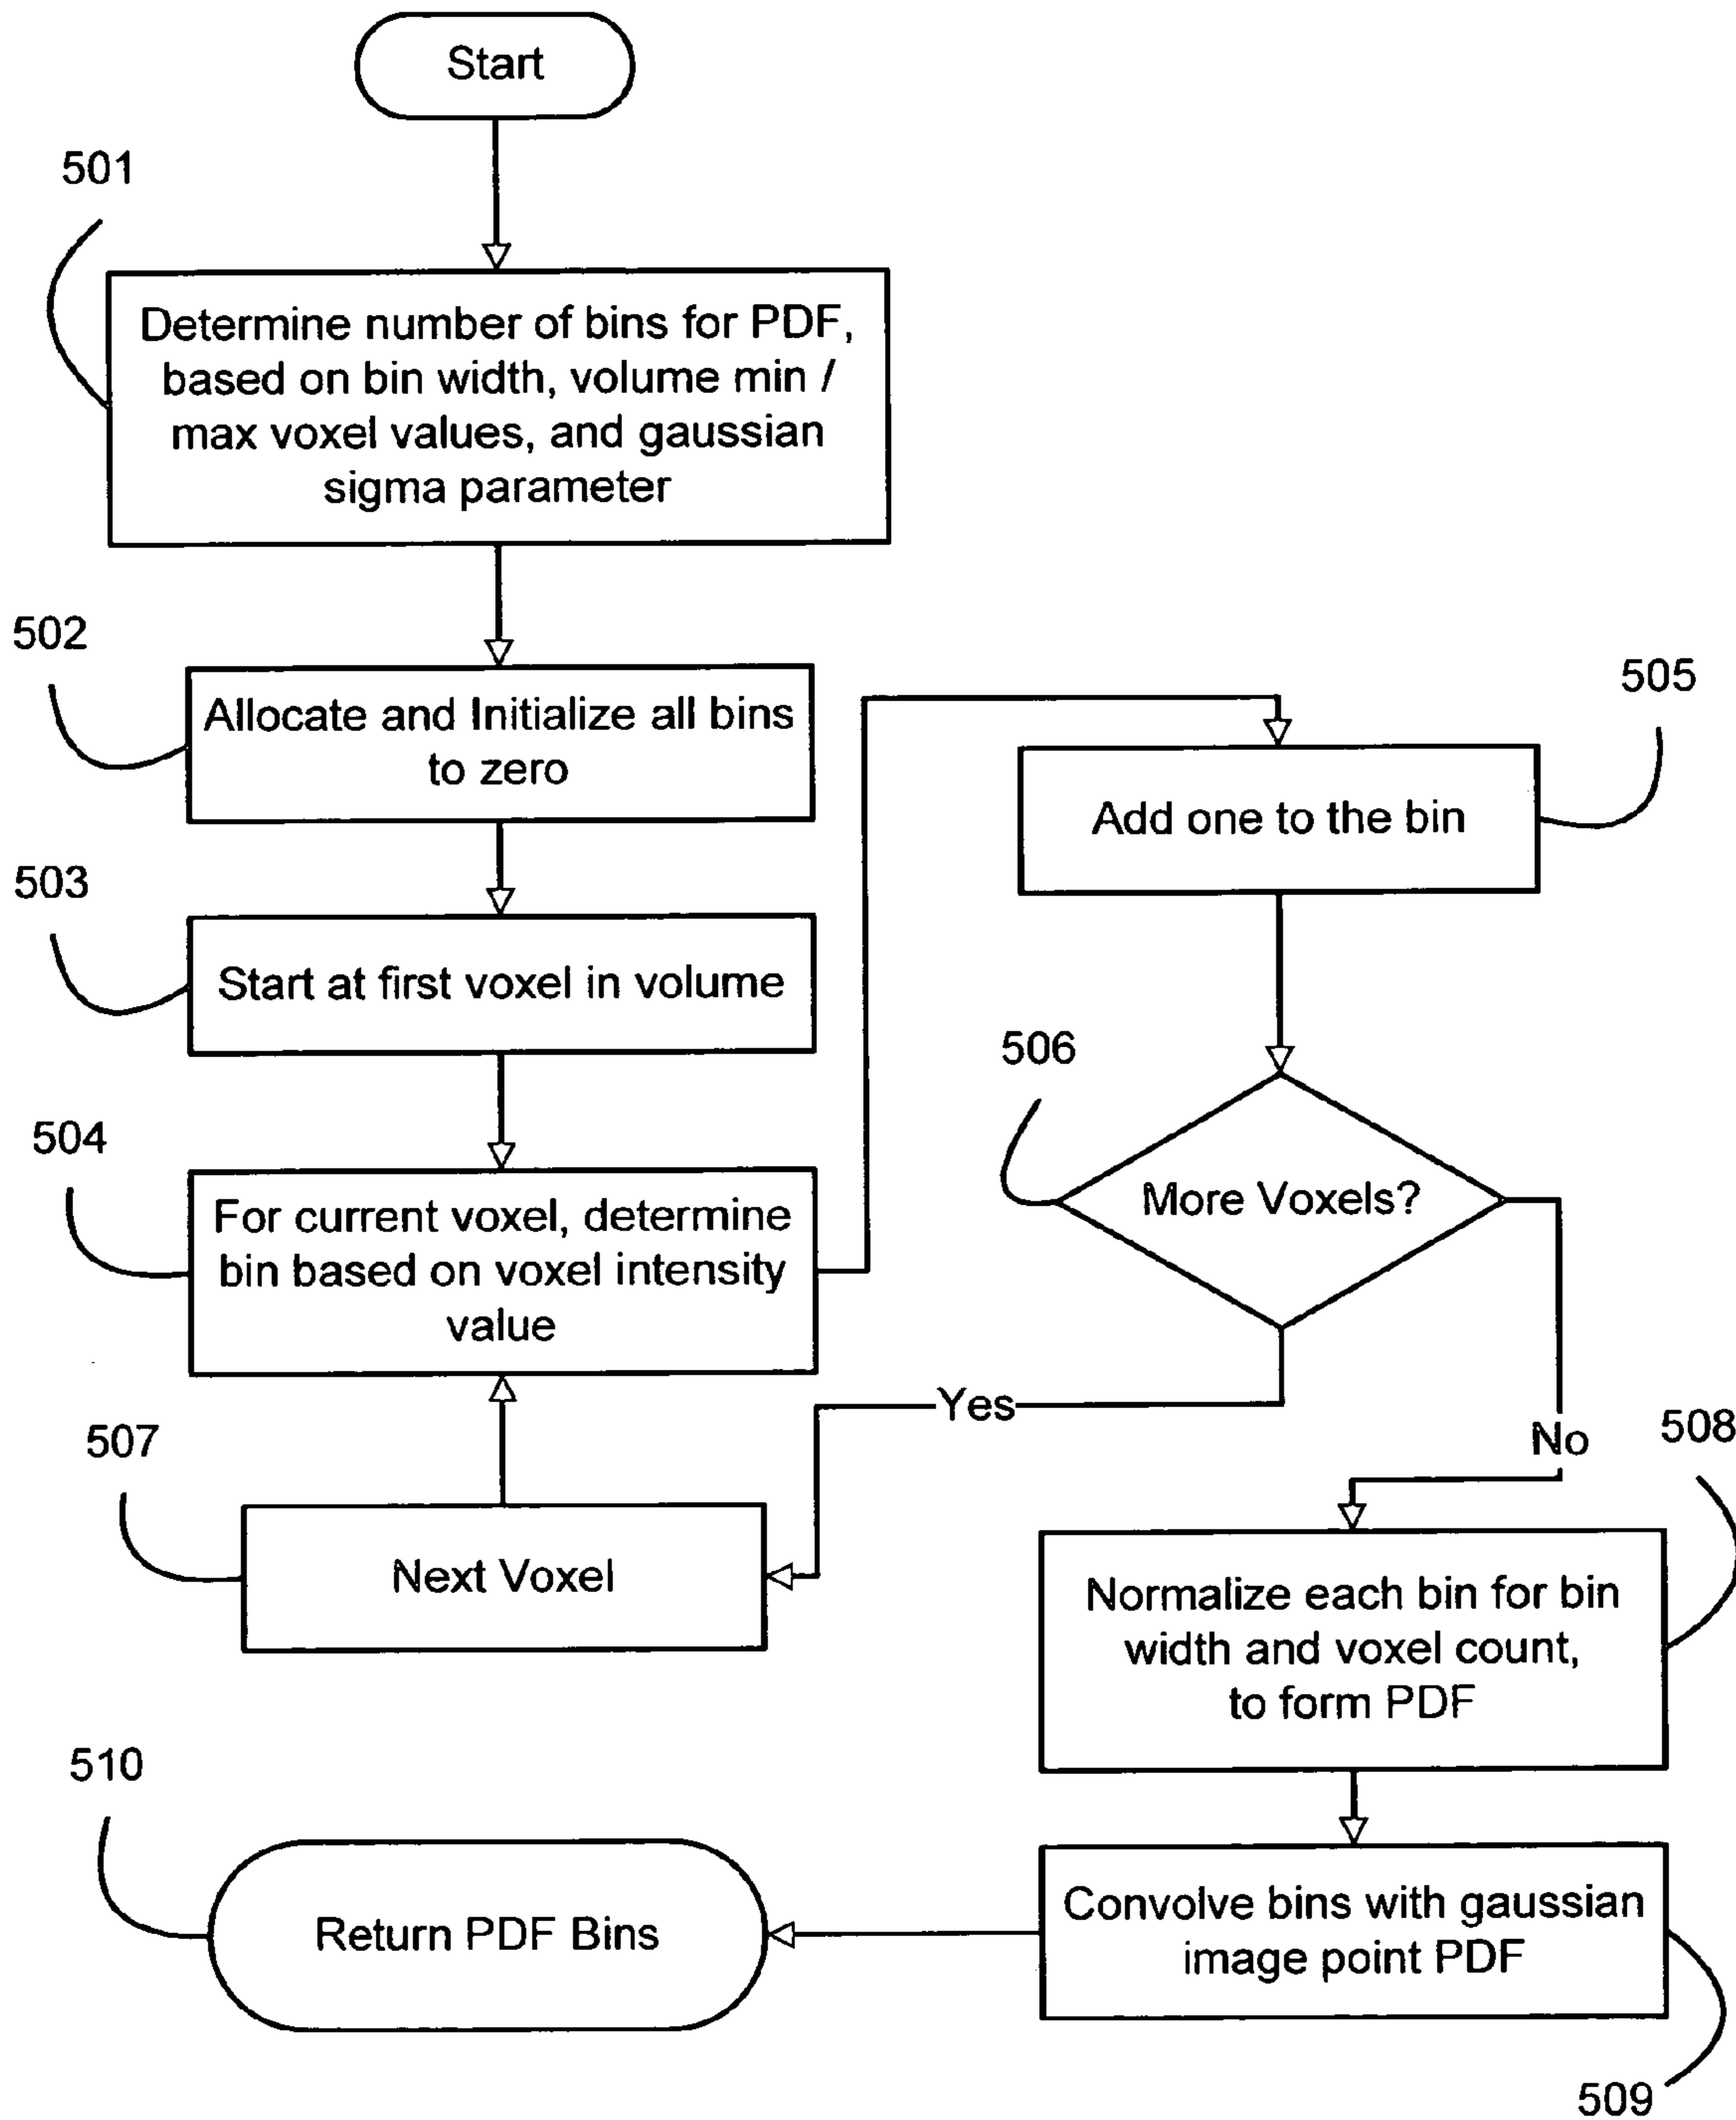 Start
501
Determine number of bins for PDF,
based on bin width, volume min /
max voxel values, and gaussian
sigma parameter
502
Allocate and Initialize all bins
to zero
503
Start at first voxel in volume
504
For current voxel, determine
bin based on voxel intensity
value
505
Add one to the bin
506
More Voxels?
Yes
No
507
Next Voxel
508
Normalize each bin for bin
width and voxel count,
to form PDF
509
Convolve bins with gaussian
image point PDF
510
Return PDF Bins